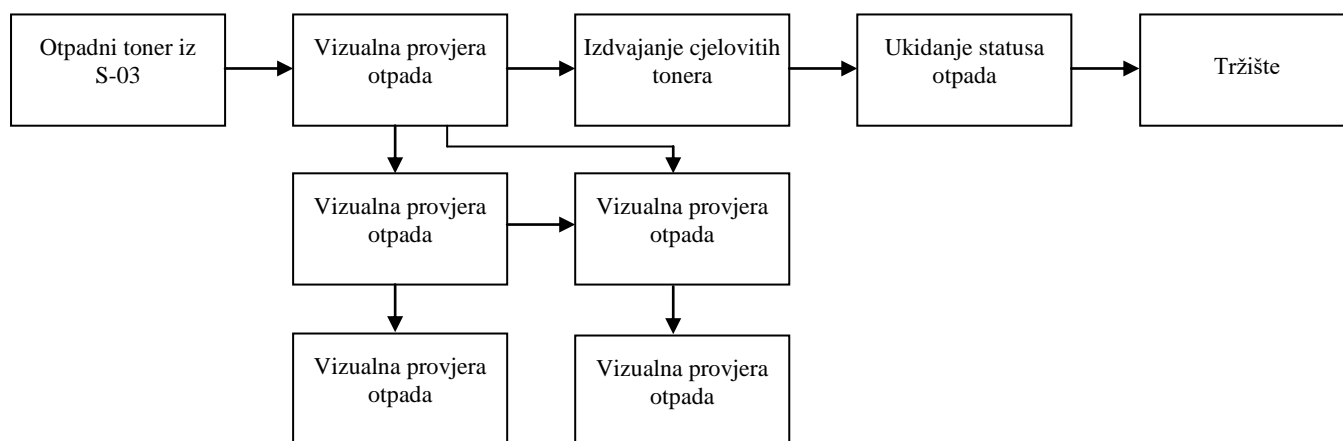 Otpadni toner iz
S-03
Vizualna provjera
otpada
Izdvajanje cjelovitih
tonera
Ukidanje statusa
otpada
Tržište
Vizualna provjera
otpada
Vizualna provjera
otpada
Vizualna provjera
otpada
Vizualna provjera
otpada